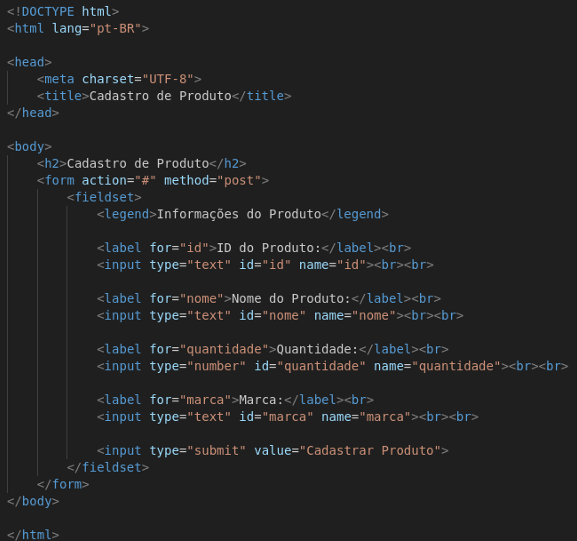 <!DOCTYPE html>
<html lang="pt-BR">
<head>
<meta charset="UTF-8">
<title>Cadastro de Produto</title>
</head>
<body>
<h2>Cadastro de Produto</h2>
<form action="#" method="post">
<fieldset>
<legend>Informações do Produto</legend>
<label for="id">ID do Produto:</label><br>
<input type="text" id="id" name="id"><br><br>
<label for="nome">Nome do Produto:</label><br>
<input type="text" id="nome" name="nome"><br><br>
<label for="quantidade">Quantidade:</label><br>
<input type="number" id="quantidade" name="quantidade"><br><br>
<label for="marca">Marca:</label><br>
<input type="text" id="marca" name="marca"><br><br>
<input type="submit" value="Cadastrar Produto">
</fieldset>
</form>
</body>
</html>